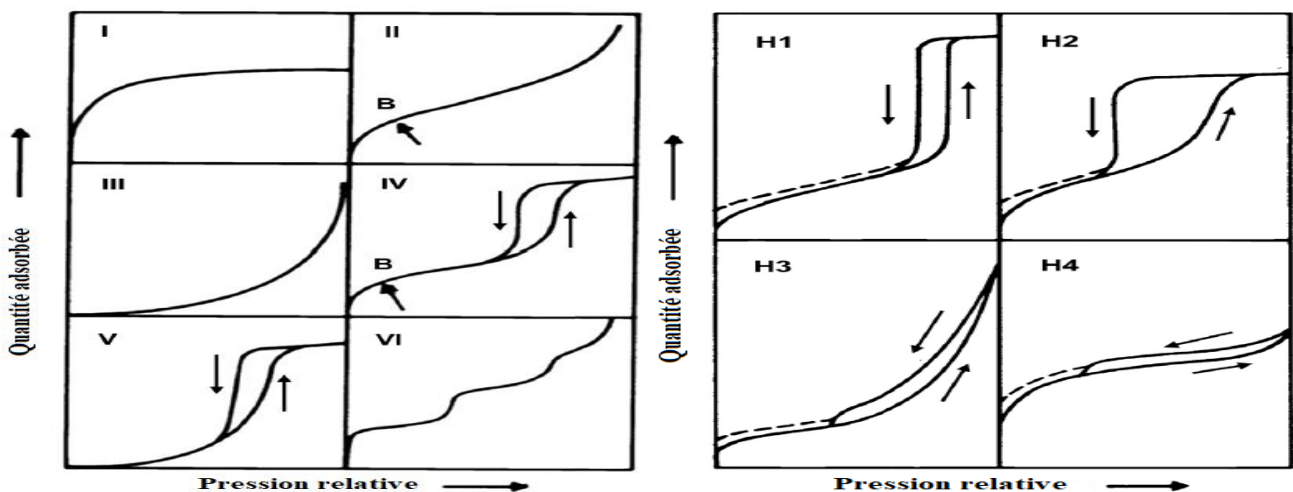 I
II
B
III
IV
B
V
VI
Quantité adsorbée
Pression relative
H1
H2
H3
H4
Quantité adsorbée
Pression relative